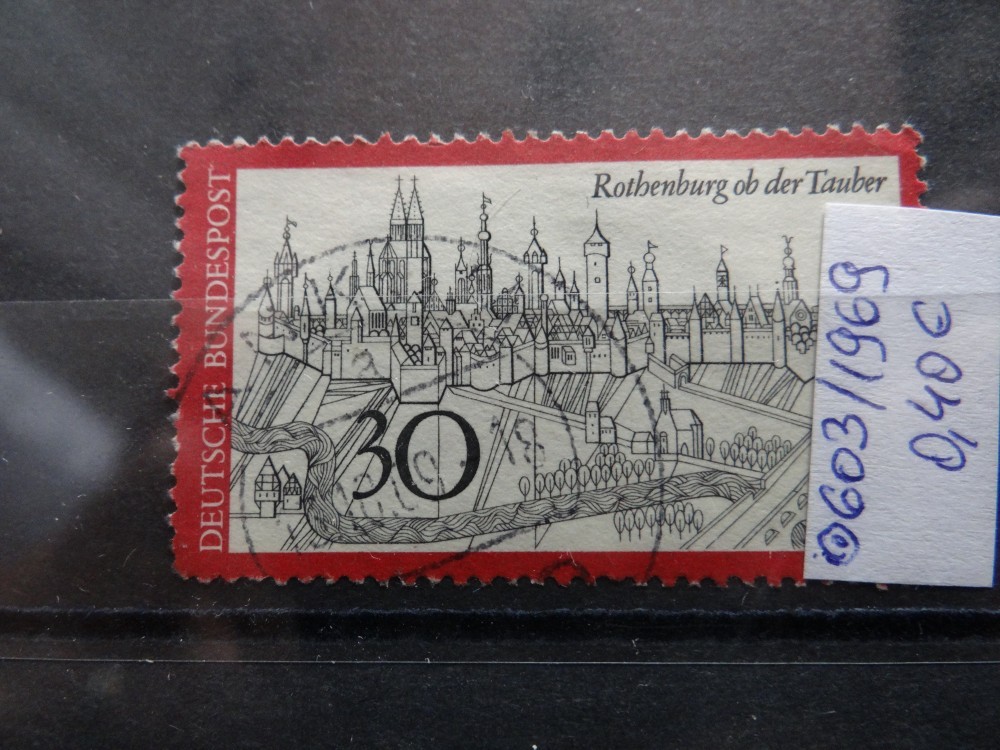 Rothenburg ob der Tauber
DEUTSCHE BUNDESPOST
30
603/1969
0,40 €